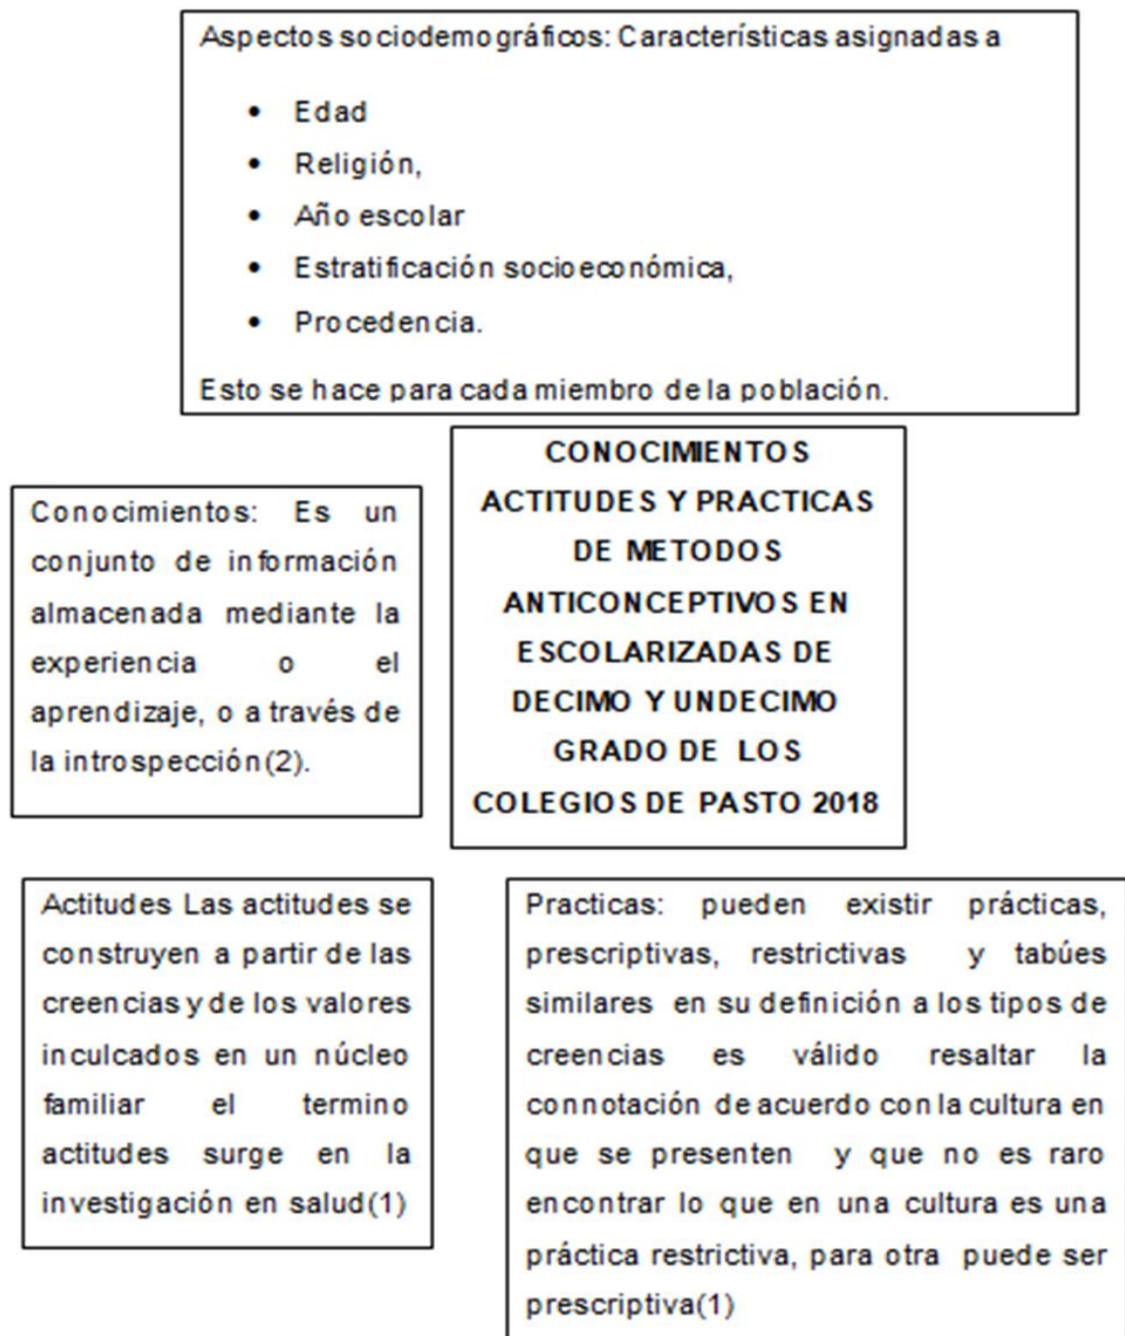 Aspectos sociodemográficos: Características asignadas a
• Edad
• Religión,
• Año escolar
• Estratificación socioeconómica,
• Procedencia.
Esto se hace para cada miembro de la población.
CONOCIMIENTOS
ACTITUDES Y PRACTICAS
DE METODOS
ANTICONCEPTIVOS EN
ESCOLARIZADAS DE
DECIMO Y UNDECIMO
GRADO DE LOS
COLEGIOS DE PASTO 2018
Conocimientos: Es un
conjunto de información
almacenada mediante la
experiencia o el
aprendizaje, o a través de
la introspección(2).
Actitudes Las actitudes se
construyen a partir de las
creencias y de los valores
inculcados en un núcleo
familiar el termino
actitudes surge en la
investigación en salud(1)
Practicas: pueden existir prácticas,
prescriptivas, restrictivas y tabúes
similares en su definición a los tipos de
creencias es válido resaltar la
connotación de acuerdo con la cultura en
que se presenten y que no es raro
encontrar lo que en una cultura es una
práctica restrictiva, para otra puede ser
prescriptiva(1)